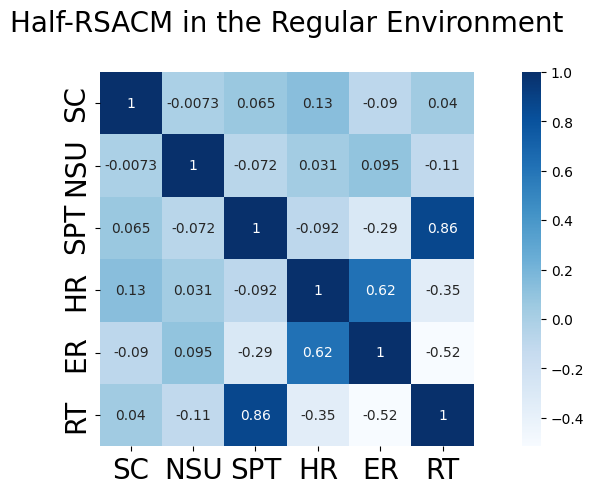 Half-RSACM in the Regular Environment
SC 1 -0.0073 0.065 0.13 -0.09 0.04
NSU -0.0073 1 -0.072 0.031 0.095 -0.11
SPT 0.065 -0.072 1 -0.092 -0.29 0.86
HR 0.13 0.031 -0.092 1 0.62 -0.35
ER -0.09 0.095 -0.29 0.62 1 -0.52
RT 0.04 -0.11 0.86 -0.35 -0.52 1
SC NSU SPT HR ER RT
1.0
0.8
0.6
0.4
0.2
0.0
-0.2
-0.4